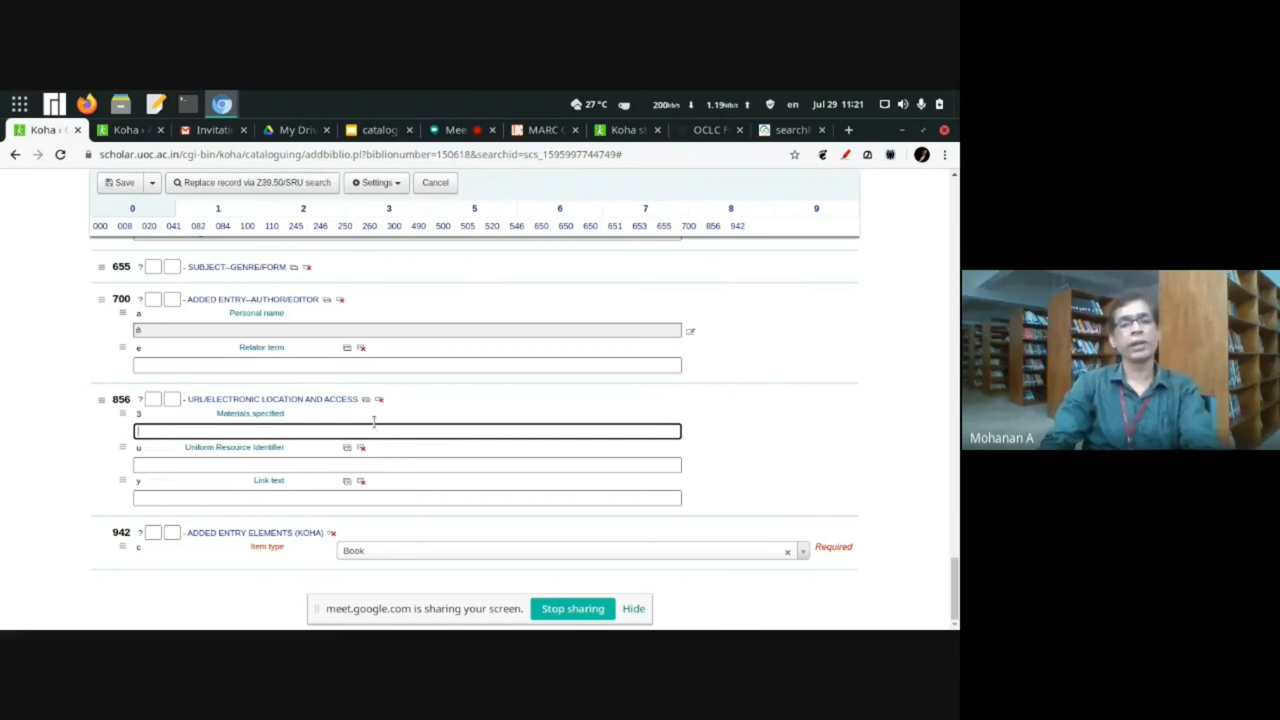 27 °C
200kb/s
1.19Mb/s
en
Jul 29 11:21
Koha › C
Koha › A
Invitati
My Driv
catalog
Mee
MARC
Koha st
OCLC F
search
scholar.uoc.ac.in/cgi-bin/koha/cataloguing/addbiblio.pl?biblionumber=150618&searchid=scs_1595997744749#
Save
Replace record via Z39.50/SRU search
Settings
Cancel
0 1 2 3 4 5 6 7 8 9
000 008 020 041 082 084 100 110 245 246 250 260 300 490 500 505 520 546 650 650 650 651 653 655 700 856 942
655 ? - SUBJECT--GENRE/FORM
700 ? - ADDED ENTRY--AUTHOR/EDITOR
a Personal name
e Relator term
856 ? - URL/ELECTRONIC LOCATION AND ACCESS
3 Materials specified
u Uniform Resource Identifier
y Link text
942 ? - ADDED ENTRY ELEMENTS (KOHA)
c Item type Book Required
meet.google.com is sharing your screen. Stop sharing Hide
Mohanan A